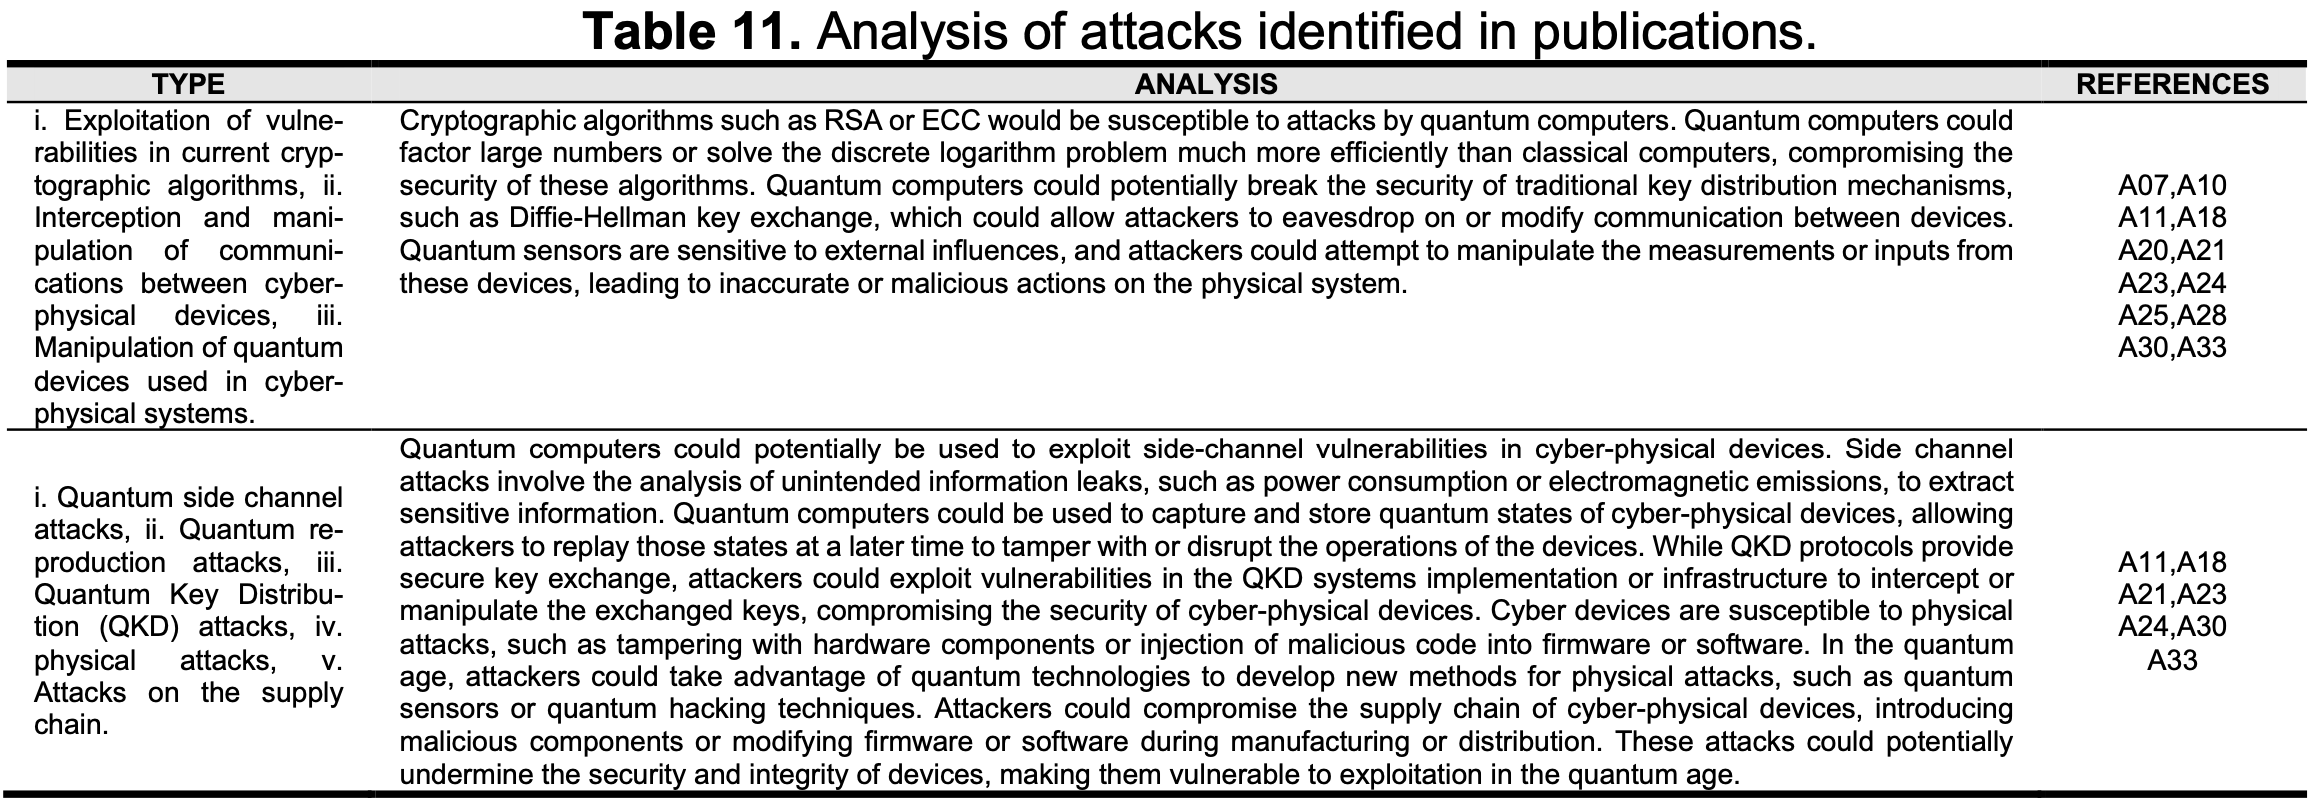 Table 11. Analysis of attacks identified in publications.
TYPE
ANALYSIS
REFERENCES
i. Exploitation of vulne-
rabilities in current cryp-
tographic algorithms, ii.
Interception and mani-
pulation of communi-
cations between cyber-
physical devices, iii.
Manipulation of quantum
devices used in cyber-
physical systems.
Cryptographic algorithms such as RSA or ECC would be susceptible to attacks by quantum computers. Quantum computers could
factor large numbers or solve the discrete logarithm problem much more efficiently than classical computers, compromising the
security of these algorithms. Quantum computers could potentially break the security of traditional key distribution mechanisms,
such as Diffie-Hellman key exchange, which could allow attackers to eavesdrop on or modify communication between devices.
Quantum sensors are sensitive to external influences, and attackers could attempt to manipulate the measurements or inputs from
these devices, leading to inaccurate or malicious actions on the physical system.
A07,A10
A11,A18
A20,A21
A23,A24
A25,A28
A30,A33
i. Quantum side channel
attacks, ii. Quantum re-
production attacks, iii.
Quantum Key Distribu-
tion (QKD) attacks, iv.
physical attacks, v.
Attacks on the supply
chain.
Quantum computers could potentially be used to exploit side-channel vulnerabilities in cyber-physical devices. Side channel
attacks involve the analysis of unintended information leaks, such as power consumption or electromagnetic emissions, to extract
sensitive information. Quantum computers could be used to capture and store quantum states of cyber-physical devices, allowing
attackers to replay those states at a later time to tamper with or disrupt the operations of the devices. While QKD protocols provide
secure key exchange, attackers could exploit vulnerabilities in the QKD systems implementation or infrastructure to intercept or
manipulate the exchanged keys, compromising the security of cyber-physical devices. Cyber devices are susceptible to physical
attacks, such as tampering with hardware components or injection of malicious code into firmware or software. In the quantum
age, attackers could take advantage of quantum technologies to develop new methods for physical attacks, such as quantum
sensors or quantum hacking techniques. Attackers could compromise the supply chain of cyber-physical devices, introducing
malicious components or modifying firmware or software during manufacturing or distribution. These attacks could potentially
undermine the security and integrity of devices, making them vulnerable to exploitation in the quantum age.
A11,A18
A21,A23
A24,A30
A33